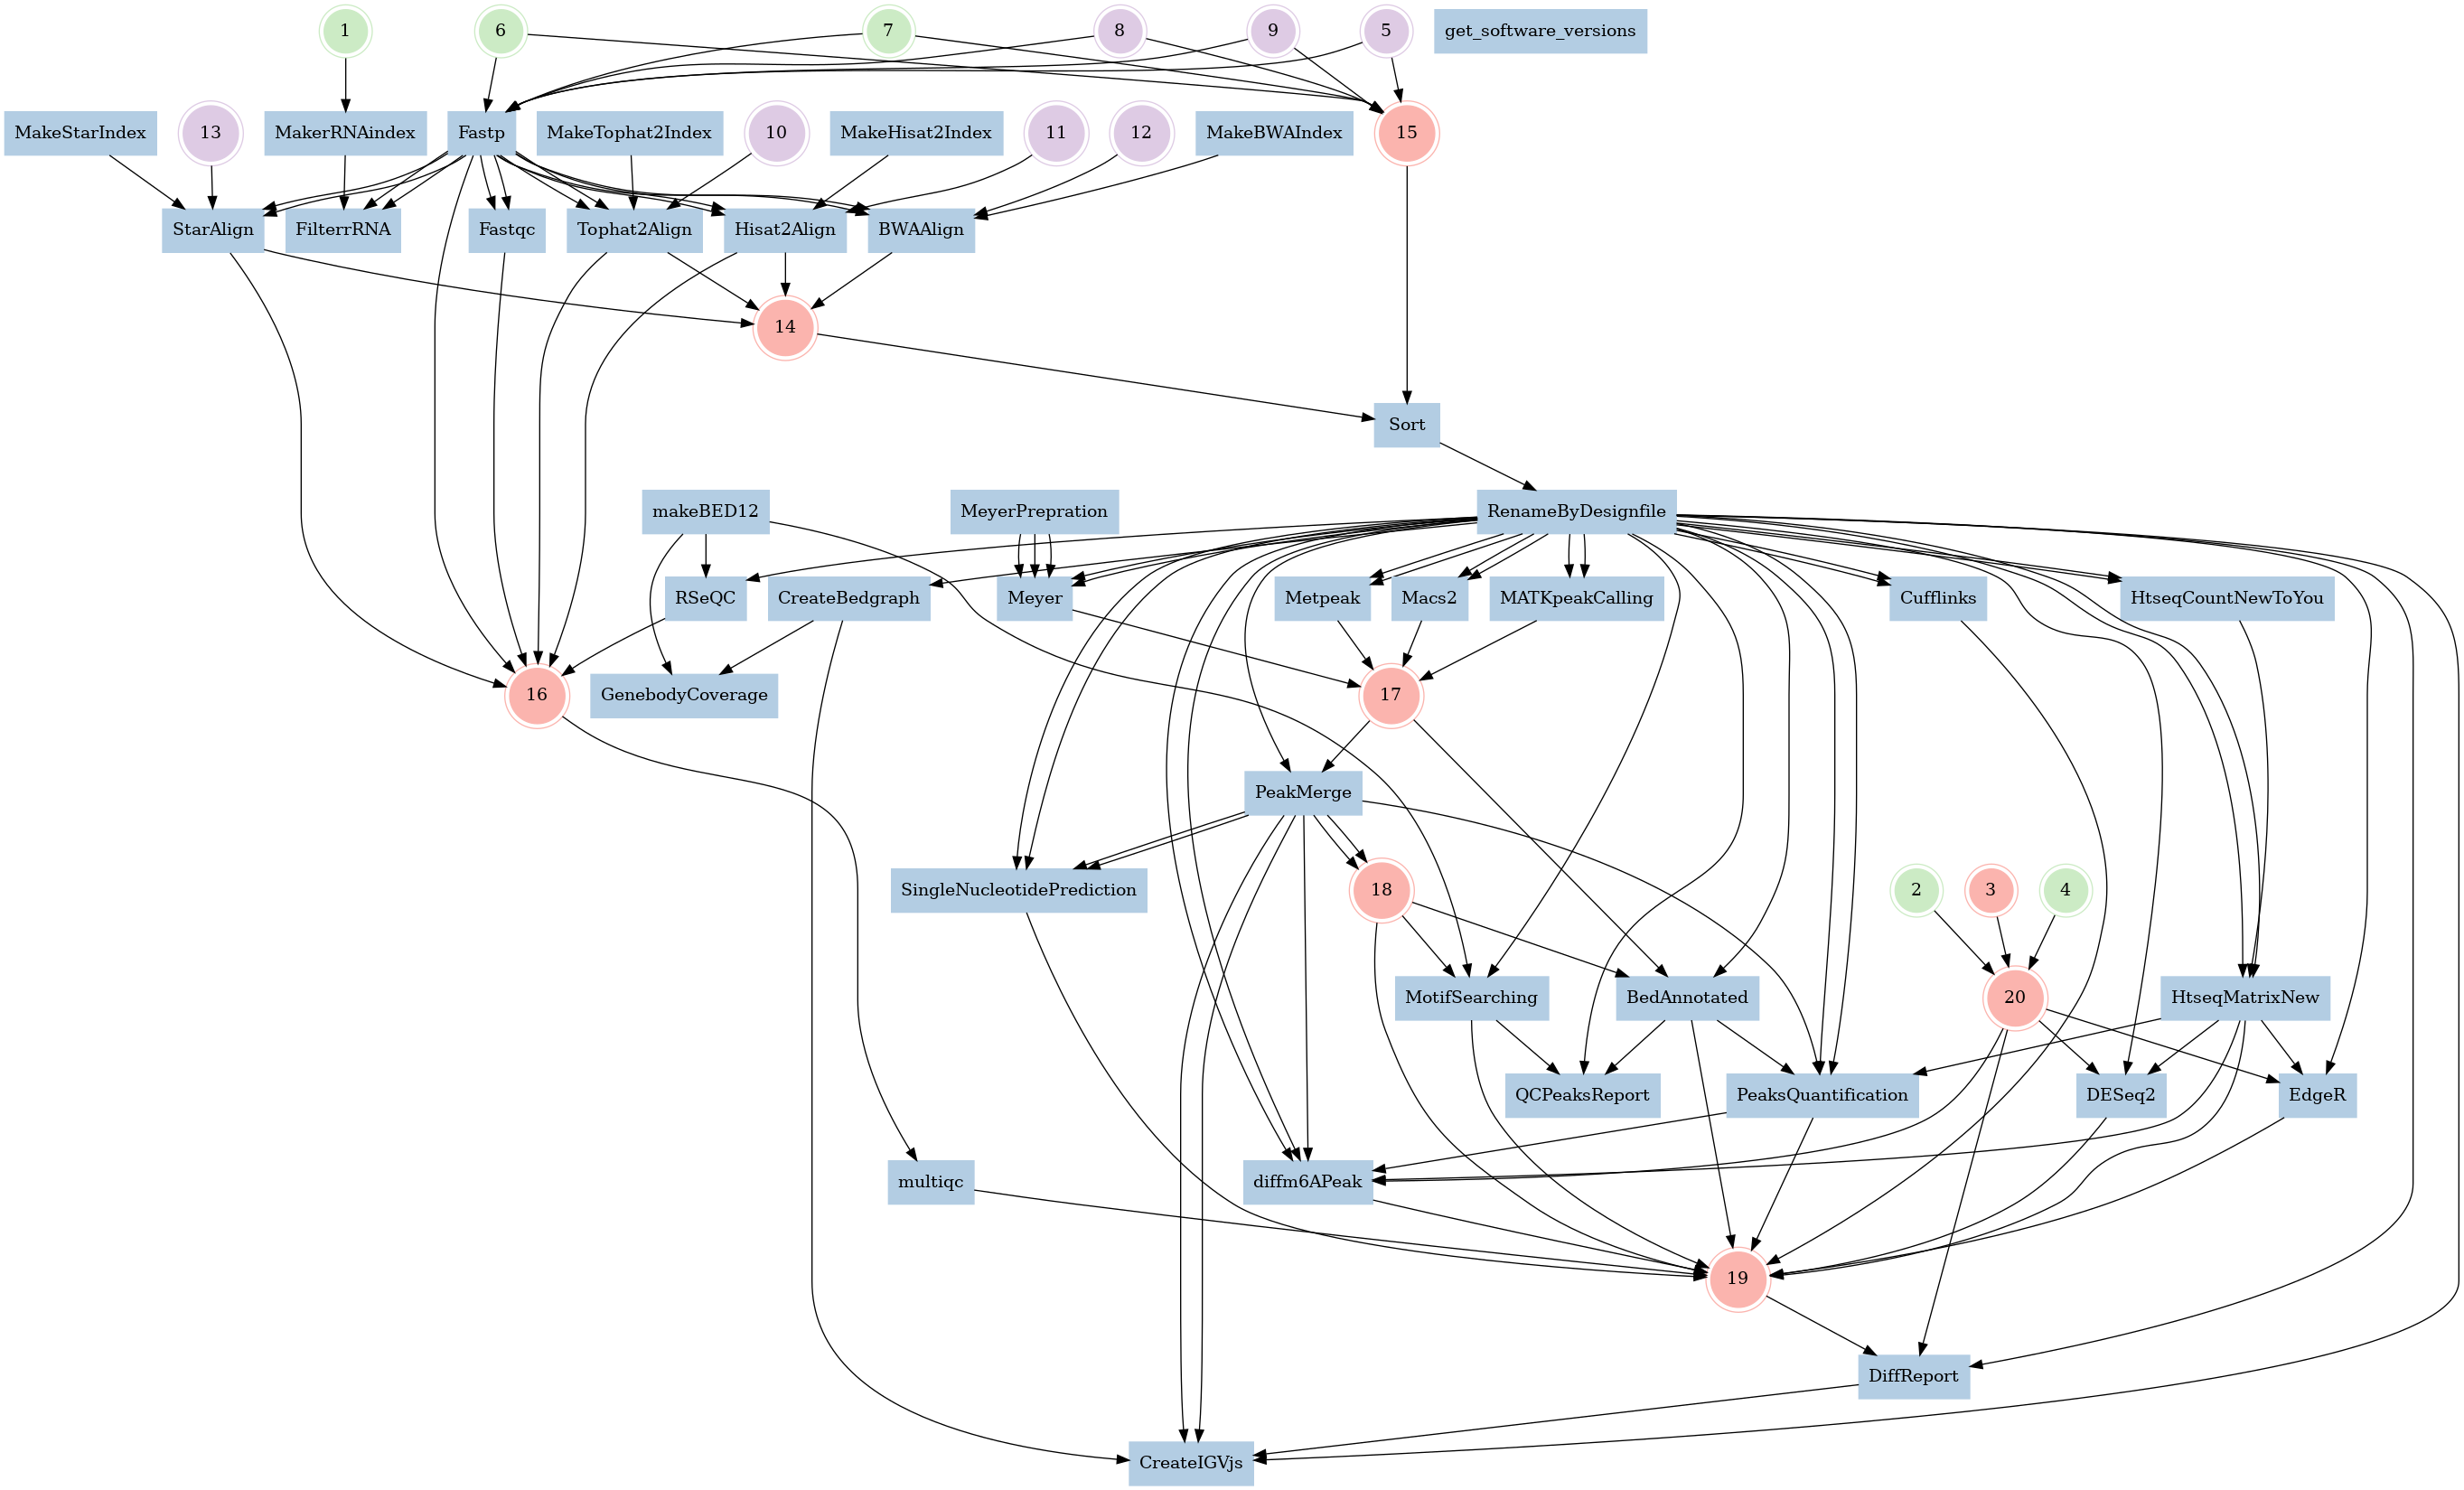 1
6
7
8
9
5
get_software_versions
MakeStarIndex
13
MakerRNAindex
Fastp
MakeTophat2Index
10
MakeHisat2Index
11
12
MakeBWAIndex
15
StarAlign
FilterrRNA
Fastqc
Tophat2Align
Hisat2Align
BWAAlign
14
Sort
makeBED12
MeyerPrepration
RenameByDesignfile
RSeQC
CreateBedgraph
Meyer
Metpeak
Macs2
MATKpeakCalling
Cufflinks
HtseqCountNewToYou
16
GenebodyCoverage
17
PeakMerge
SingleNucleotidePrediction
18
2
3
4
MotifSearching
BedAnnotated
20
HtseqMatrixNew
QCPeaksReport
PeaksQuantification
DESeq2
EdgeR
multiqc
diffm6APeak
19
DiffReport
CreateIGVjs